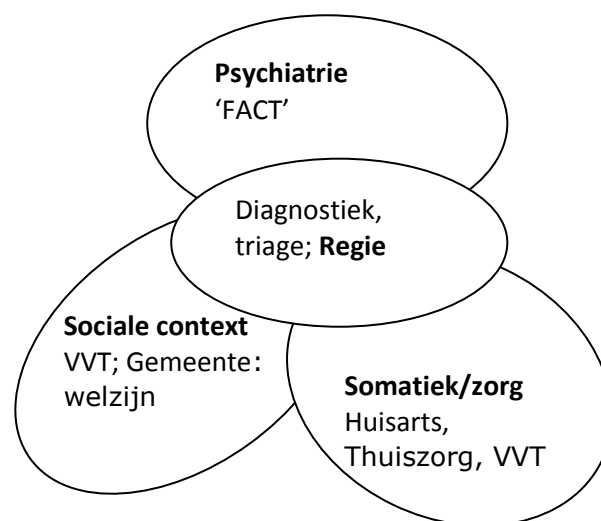 Psychiatrie
‘FACT’
Diagnostiek,
triage; Regie
Sociale context
VVT; Gemeente:
welzijn
Somatiek/zorg
Huisarts,
Thuiszorg, VVT